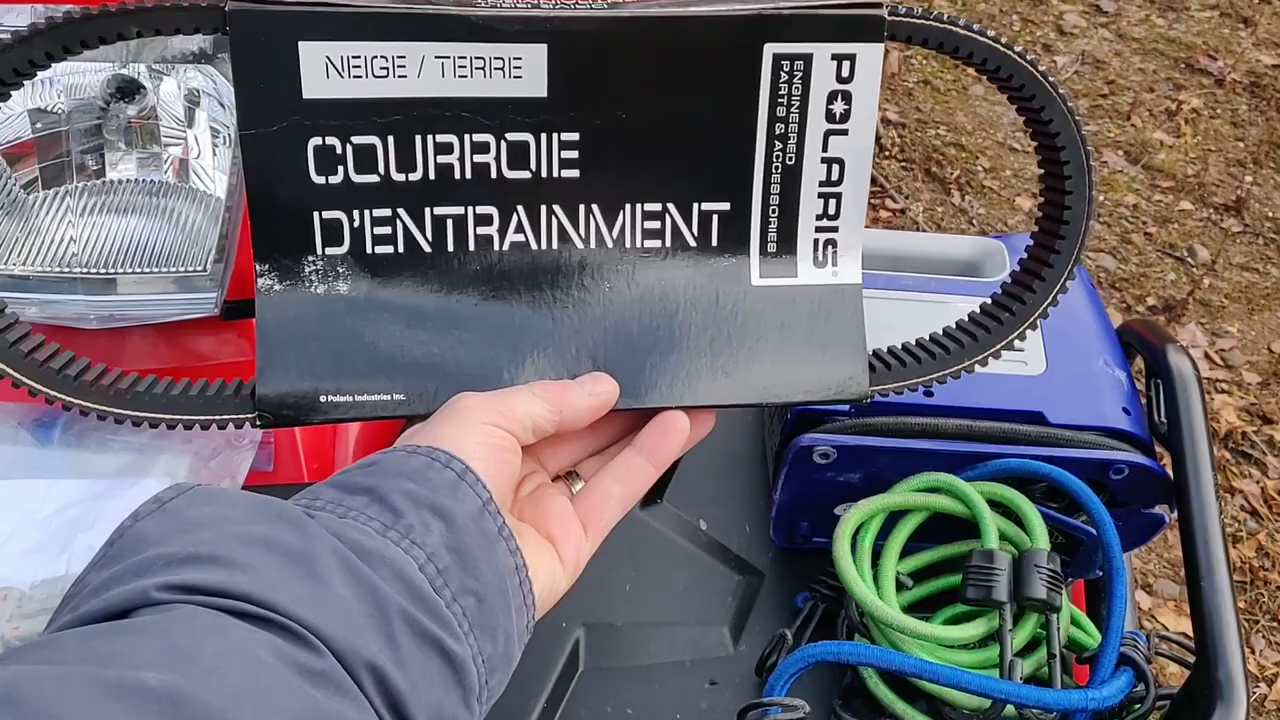 NEIGE / TERRE
COURROIE
D'ENTRAINMENT
POLARIS
ENGINEERED
PARTS & ACCESSORIES
© Polaris Industries Inc.